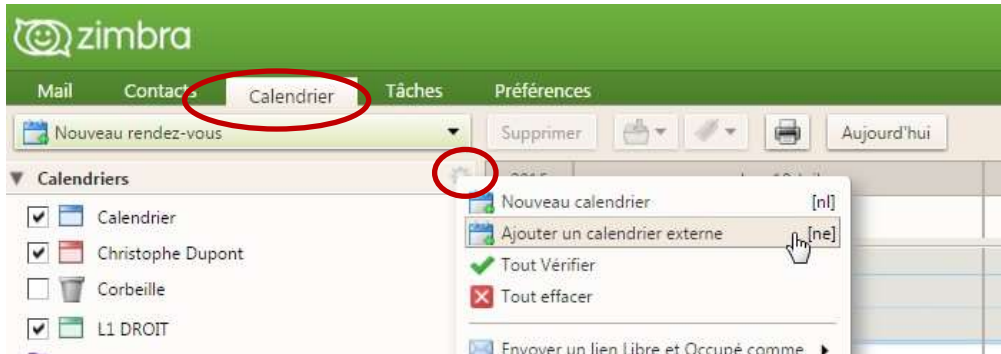 zimbra
Mail Contacts Calendrier Tâches Préférences
Nouveau rendez-vous Supprimer Aujourd'hui
Calendriers
Nouveau calendrier [nl]
Calendrier
Ajouter un calendrier externe [ne]
Christophe Dupont
Tout Vérifier
Corbeille
Tout effacer
L1 DROIT
Envoyer un lien Libre et Occupé comme